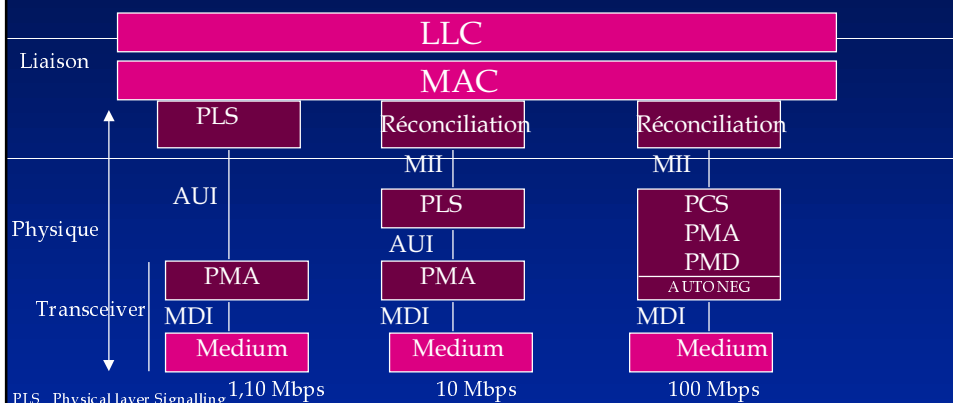 LLC
Liaison
MAC
PLS
Réconciliation
Réconciliation
MII
MII
AUI
PLS
PCS
Physique
AUI
PMA
PMA
PMA
PMD
AUTONEG
Transceiver
MDI
MDI
MDI
Medium
Medium
Medium
1,10 Mbps
10 Mbps
100 Mbps
PLS Physical layer Signalling